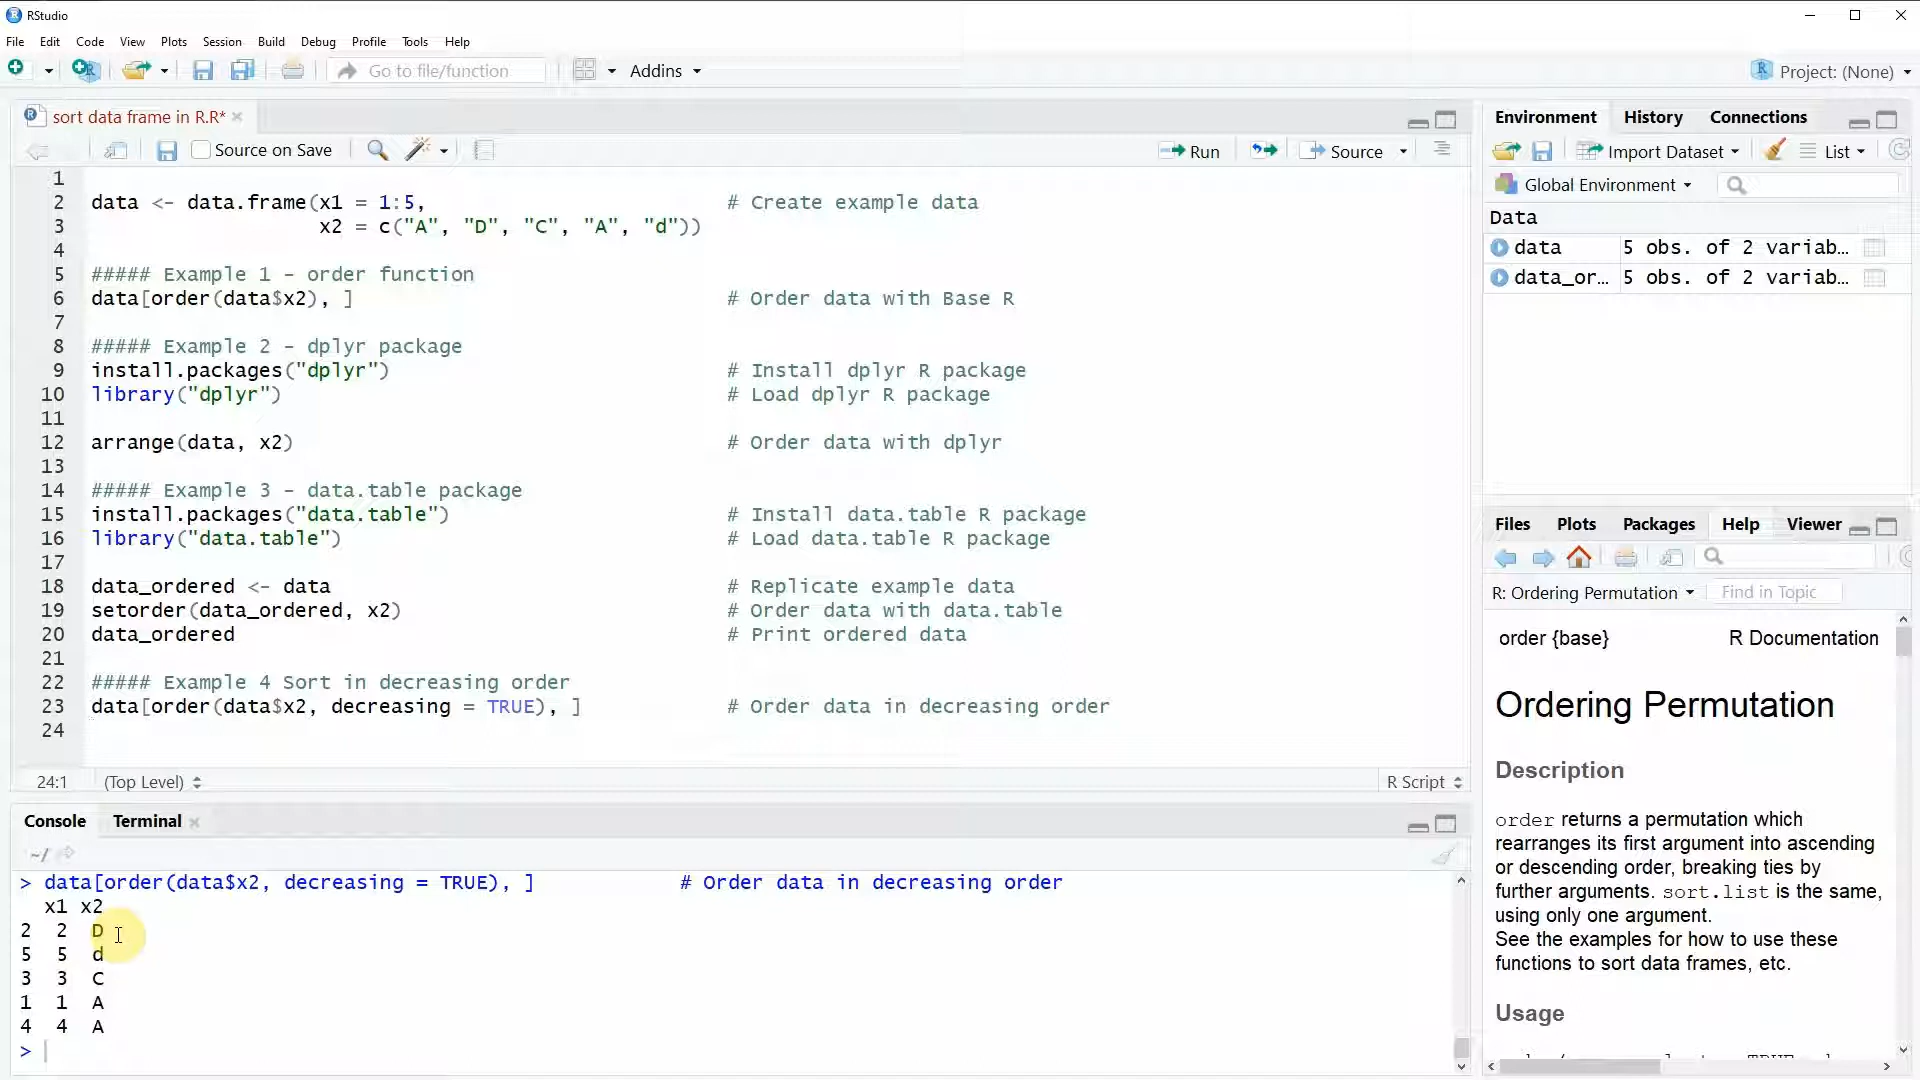 RStudio
File Edit Code View Plots Session Build Debug Profile Tools Help
Go to file/function Addins Project: (None)
sort data frame in R.R*
Source on Save Run Source
1
2 data <- data.frame(x1 = 1:5, # Create example data
3 x2 = c("A", "D", "C", "A", "d"))
4
5 ##### Example 1 - order function
6 data[order(data$x2), ] # Order data with Base R
7
8 ##### Example 2 - dplyr package
9 install.packages("dplyr") # Install dplyr R package
10 library("dplyr") # Load dplyr R package
11
12 arrange(data, x2) # Order data with dplyr
13
14 ##### Example 3 - data.table package
15 install.packages("data.table") # Install data.table R package
16 library("data.table") # Load data.table R package
17
18 data_ordered <- data # Replicate example data
19 setorder(data_ordered, x2) # Order data with data.table
20 data_ordered # Print ordered data
21
22 ##### Example 4 Sort in decreasing order
23 data[order(data$x2, decreasing = TRUE), ] # Order data in decreasing order
24
24:1 (Top Level) R Script
Console Terminal
~/
> data[order(data$x2, decreasing = TRUE), ] # Order data in decreasing order
x1 x2
2 2 D
5 5 d
3 3 C
1 1 A
4 4 A
>
Environment History Connections
Import Dataset List
Global Environment
Data
data 5 obs. of 2 variab...
data_or... 5 obs. of 2 variab...
Files Plots Packages Help Viewer
R: Ordering Permutation Find in Topic
order {base} R Documentation
Ordering Permutation
Description
order returns a permutation which
rearranges its first argument into ascending
or descending order, breaking ties by
further arguments. sort.list is the same,
using only one argument.
See the examples for how to use these
functions to sort data frames, etc.
Usage